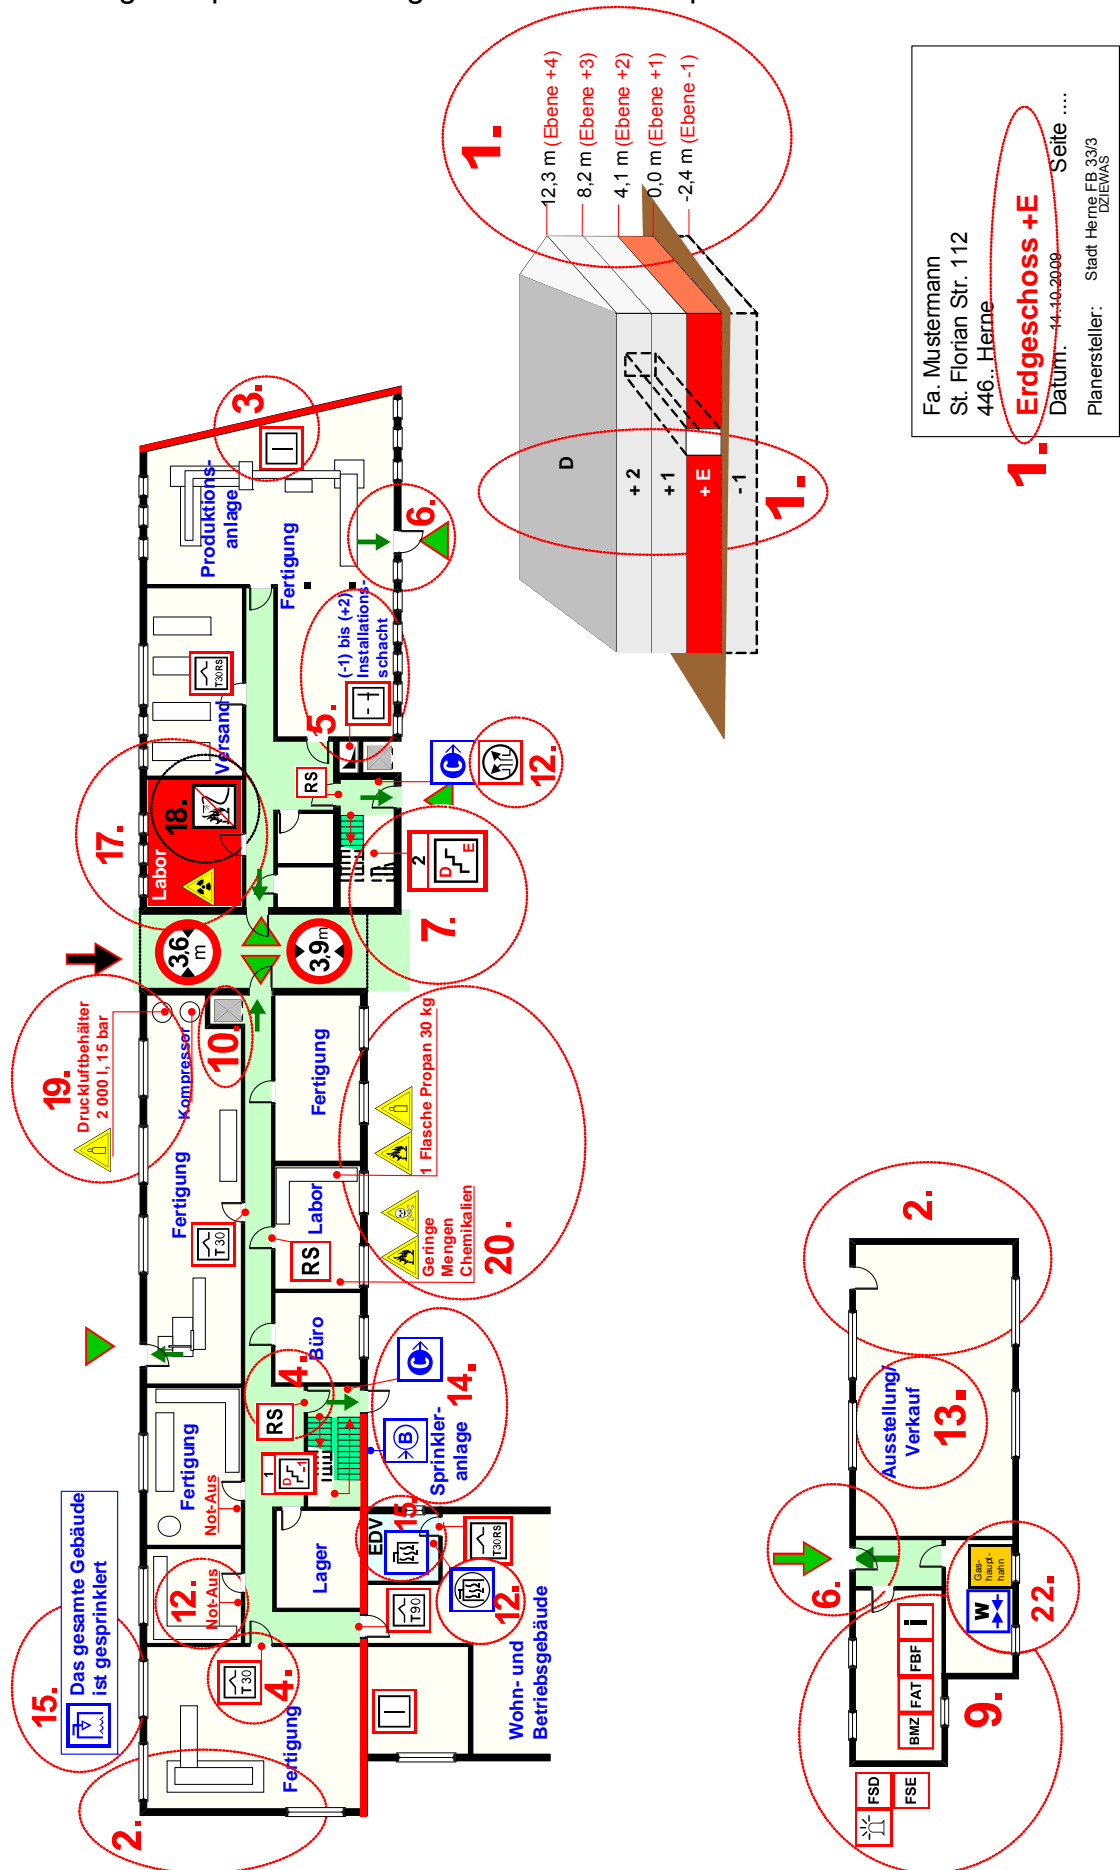 15.
Das gesamte Gebäude
ist gesprinklert
2.
Fertigung
T30
4.
12.
Not-Aus
Fertigung
Not-Aus
Lager
1
D
-1
RS
4.
Büro
Fertigung
T30
RS
Labor
Fertigung
19.
Druckluftbehälter
2 000 l, 15 bar
Kompressor
10.
Geringe
Mengen
Chemikalien
1 Flasche Propan 30 kg
20.
EDV
15.
T90
T30RS
12.
Wohn- und
Betriebsgebäude
B
Sprinkler-
anlage
C
14.
3,6
m
3,9m
17.
Labor
18.
Versand
T30RS
RS
7.
2
D
E
C
12.
5.
(-1) bis (+2)
Installations-
schacht
Produktions-
anlage
Fertigung
3.
6.
1.
12,3 m (Ebene +4)
8,2 m (Ebene +3)
4,1 m (Ebene +2)
0,0 m (Ebene +1)
-2,4 m (Ebene -1)
D
+ 2
+ 1
+ E
- 1
1.
FSD
FSE
BMZ
FAT
FBF
i
9.
6.
W
Gas-
haupt-
hahn
22.
Ausstellung/
Verkauf
13.
2.
Fa. Mustermann
St. Florian Str. 112
446.. Herne
Erdgeschoss +E
1.
Datum: 14.10.2009 Seite ....
Planersteller: Stadt Herne FB 33/3
DZIEWAS